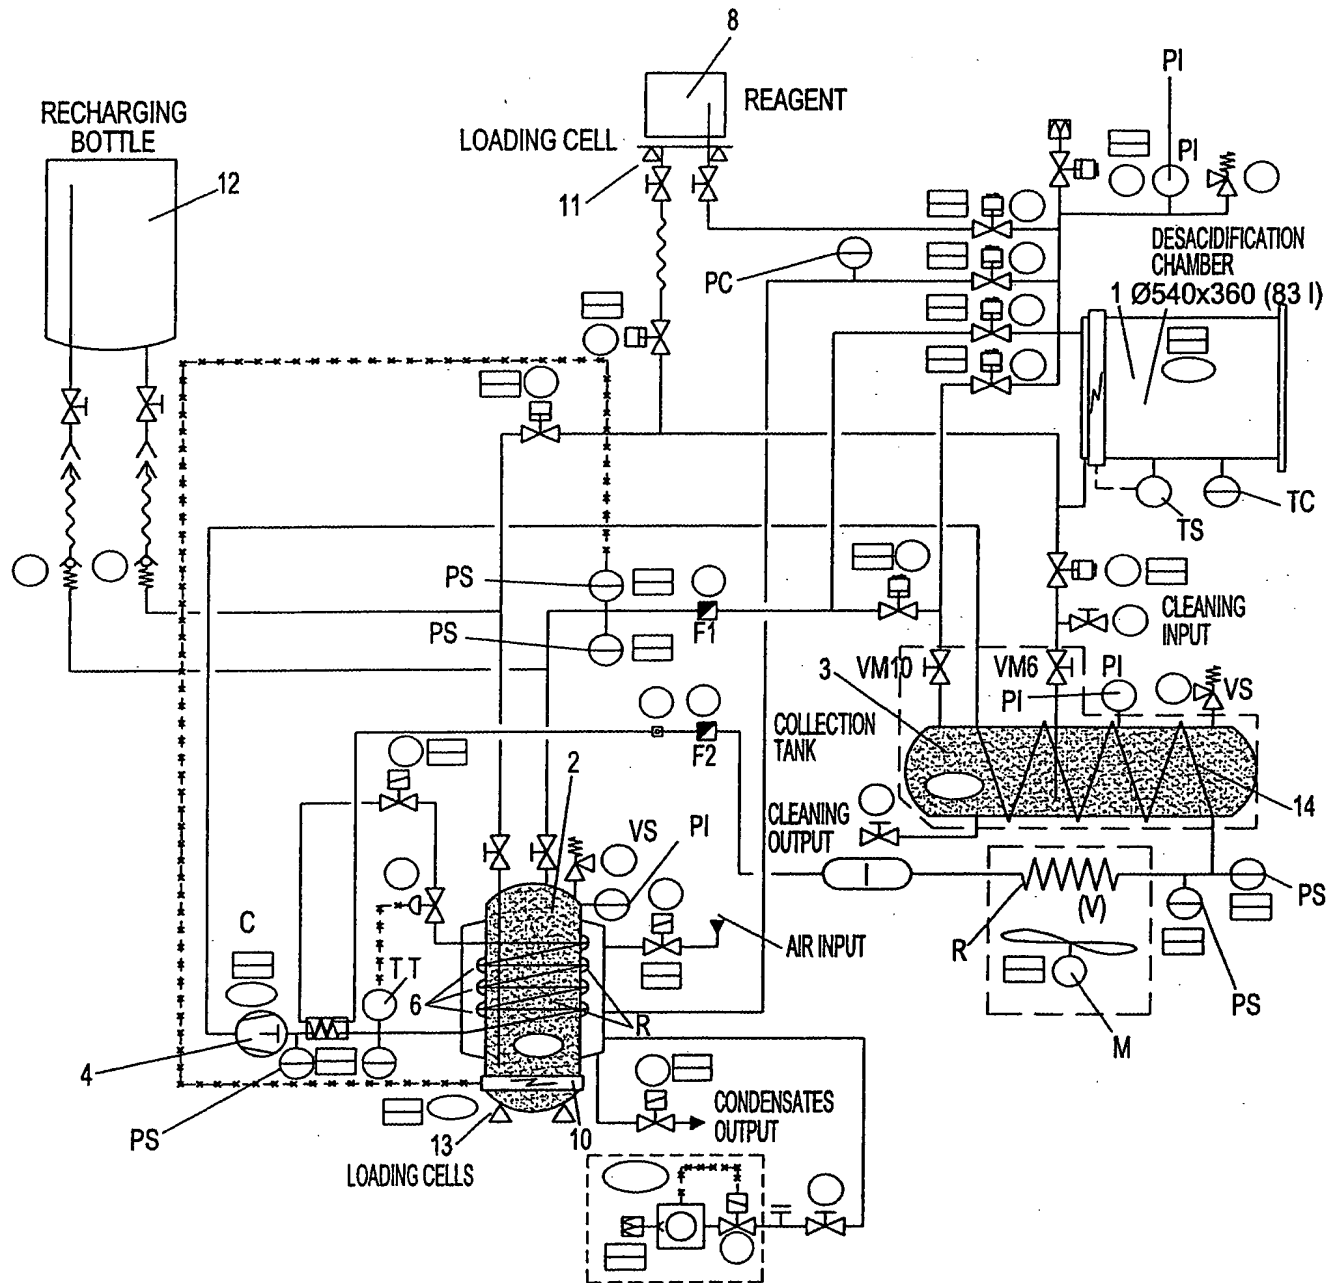 8
PI
RECHARGING
BOTTLE
REAGENT
LOADING CELL
PI
12
11
DESACIDIFICATION
CHAMBER
PC
1 Ø540x360 (83 l)
TC
TS
PS
CLEANING
INPUT
F1
PS
VM10
VM6
PI
3
PI
VS
COLLECTION
TANK
F2
2
14
CLEANING
OUTPUT
VS
PI
PS
(V)
C
AIR INPUT
R
TT
6
R
PS
M
4
CONDENSATES
OUTPUT
PS
13
10
LOADING CELLS